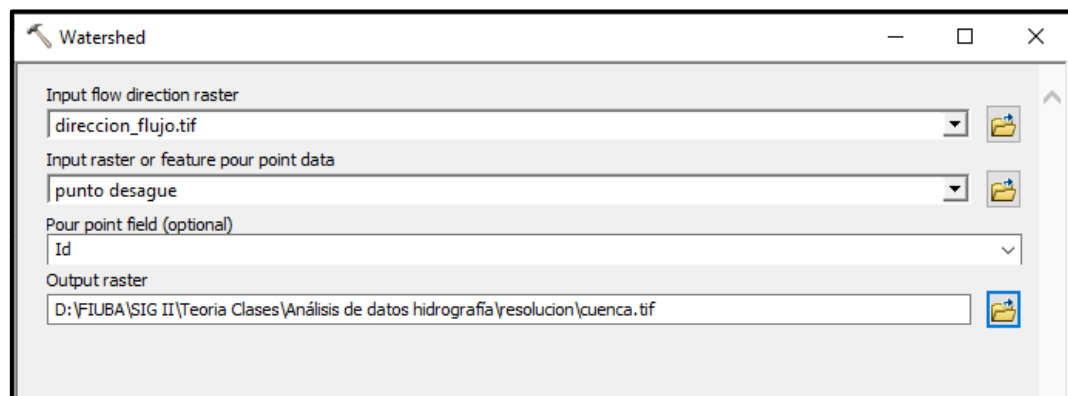 Watershed
Input flow direction raster
direccion_flujo.tif
Input raster or feature pour point data
punto desague
Pour point field (optional)
Id
Output raster
D:\FIUBA\SIG II\Teoria Clases\Análisis de datos hidrografía\resolucion\cuenca.tif